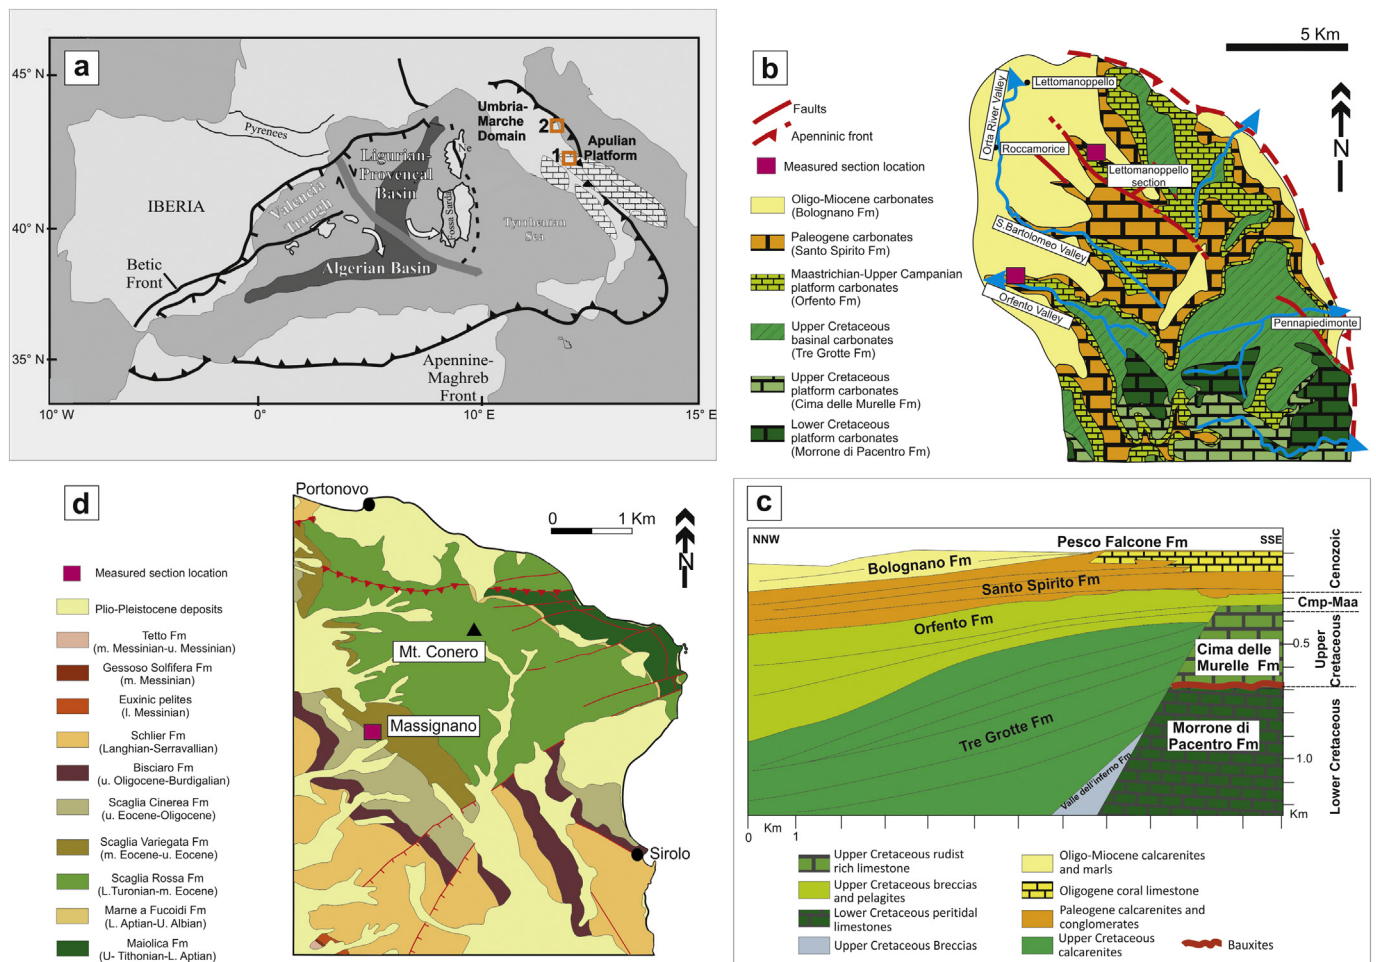 a
45° N
40° N
35° N
10° W
0°
10° E
15° E
Pyrences
IBERIA
Valencia
Trough
Ligurian-
Provencal
Basin
Algerian Basin
Betic
Front
Ne
Fossa Sarda
Tyrrhenian
Sea
Umbria-
Marche
Domain
2
1
Apulian
Platform
Apennine-
Maghreb
Front
b
5 Km
N
Faults
Apenninic front
Measured section location
Oligo-Miocene carbonates
(Bolognano Fm)
Paleogene carbonates
(Santo Spirito Fm)
Maastrichian-Upper Campanian
platform carbonates
(Orfento Fm)
Upper Cretaceous
basinal carbonates
(Tre Grotte Fm)
Upper Cretaceous
platform carbonates
(Cima delle Murelle Fm)
Lower Cretaceous
platform carbonates
(Morrone di Pacentro Fm)
Orta River Valley
Lettomanoppello
Roccamorice
Lettomanoppello
section
S.Bartolomeo Valley
Orfento Valley
Pennapiedimonte
d
Portonovo
0 1 Km
N
Mt. Conero
Massignano
Sirolo
Measured section location
Plio-Pleistocene deposits
Tetto Fm
(m. Messinian-u. Messinian)
Gessoso Solfifera Fm
(m. Messinian)
Euxinic pelites
(l. Messinian)
Schlier Fm
(Langhian-Serravallian)
Bisciaro Fm
(u. Oligocene-Burdigalian)
Scaglia Cinerea Fm
(u. Eocene-Oligocene)
Scaglia Variegata Fm
(m. Eocene-u. Eocene)
Scaglia Rossa Fm
(L.Turonian-m. Eocene)
Marne a Fucoidi Fm
(L. Aptian-U. Albian)
Maiolica Fm
(U- Tithonian-L. Aptian)
c
NNW
SSE
Pesco Falcone Fm
Bolognano Fm
Santo Spirito Fm
Orfento Fm
Tre Grotte Fm
Valle dell'inferno Fm
Cima delle
Murelle Fm
Morrone di
Pacentro Fm
Cenozoic
Cmp-Maa
Upper
Cretaceous
Lower Cretaceous
0.5
1.0
Km
0
Km
1
Upper Cretaceous rudist
rich limestone
Upper Cretaceous breccias
and pelagites
Lower Cretaceous peritidal
limestones
Upper Cretaceous Breccias
Oligo-Miocene calcarenites
and marls
Oligogene coral limestone
Paleogene calcarenites and
conglomerates
Upper Cretaceous
calcarenites
Bauxites